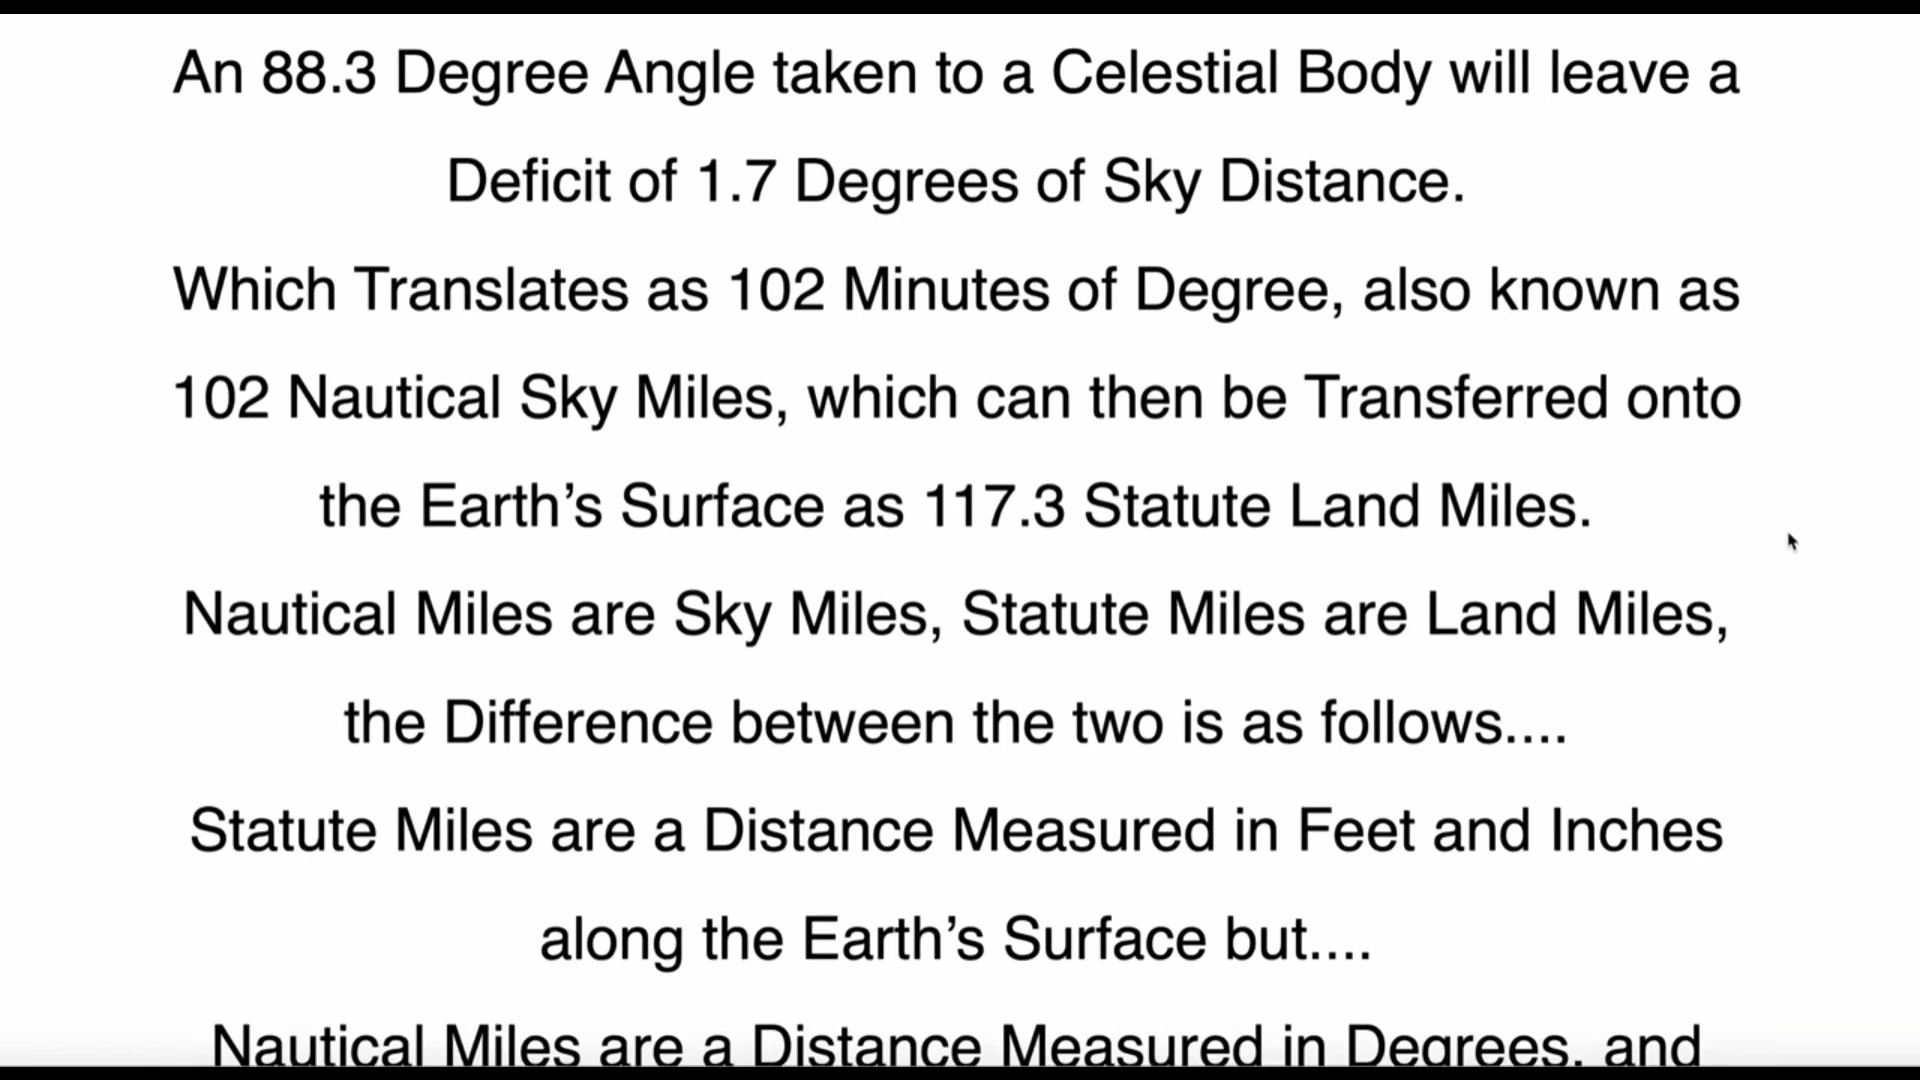 An 88.3 Degree Angle taken to a Celestial Body will leave a
Deficit of 1.7 Degrees of Sky Distance.
Which Translates as 102 Minutes of Degree, also known as
102 Nautical Sky Miles, which can then be Transferred onto
the Earth’s Surface as 117.3 Statute Land Miles.
Nautical Miles are Sky Miles, Statute Miles are Land Miles,
the Difference between the two is as follows....
Statute Miles are a Distance Measured in Feet and Inches
along the Earth’s Surface but....
Nautical Miles are a Distance Measured in Degrees, and